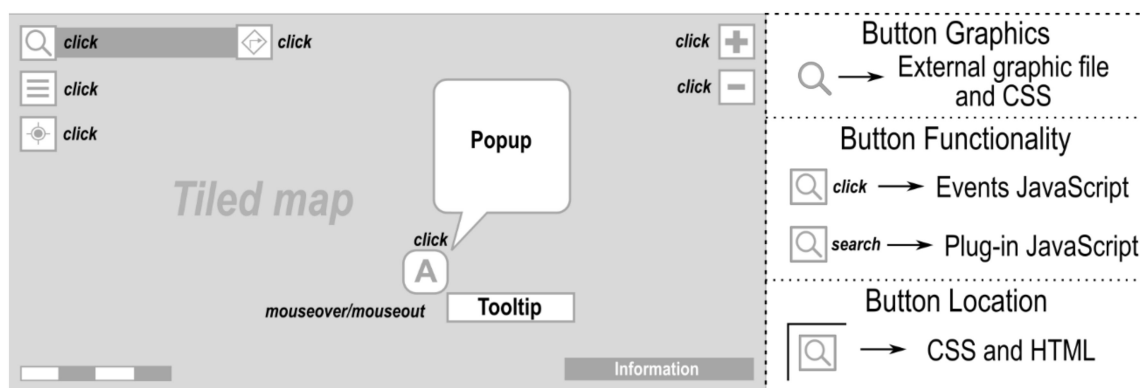 click
click
click
click
click
click
Popup
Tiled map
click
A
mouseover/mouseout
Tooltip
Information
Button Graphics
External graphic file
and CSS
Button Functionality
click
Events JavaScript
search
Plug-in JavaScript
Button Location
CSS and HTML